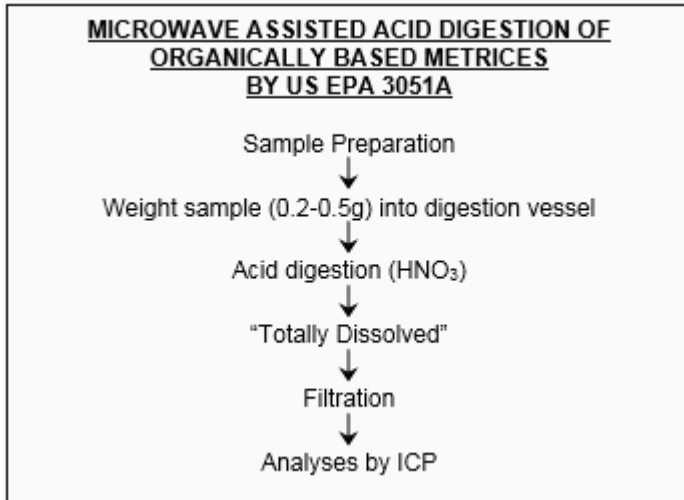 MICROWAVE ASSISTED ACID DIGESTION OF
ORGANICALLY BASED METRICES
BY US EPA 3051A
Sample Preparation
Weight sample (0.2-0.5g) into digestion vessel
Acid digestion (HNO₃)
“Totally Dissolved”
Filtration
Analyses by ICP